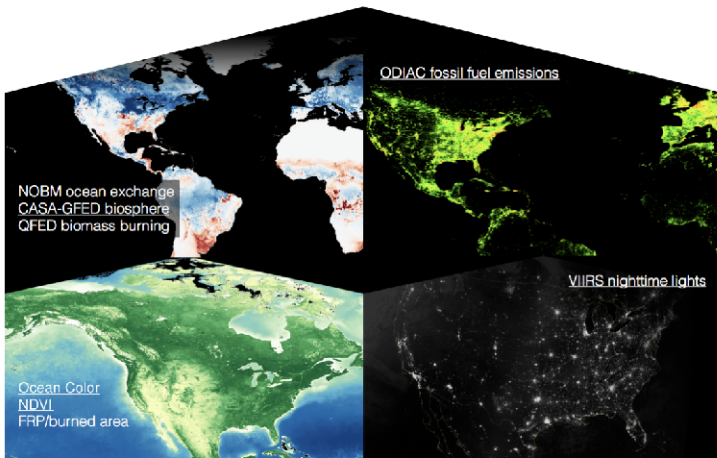 ODIAC fossil fuel emissions
NOBM ocean exchange
CASA-GFED biosphere
QFED biomass burning
VIIRS nighttime lights
Ocean Color
NDVI
FRP/burned area